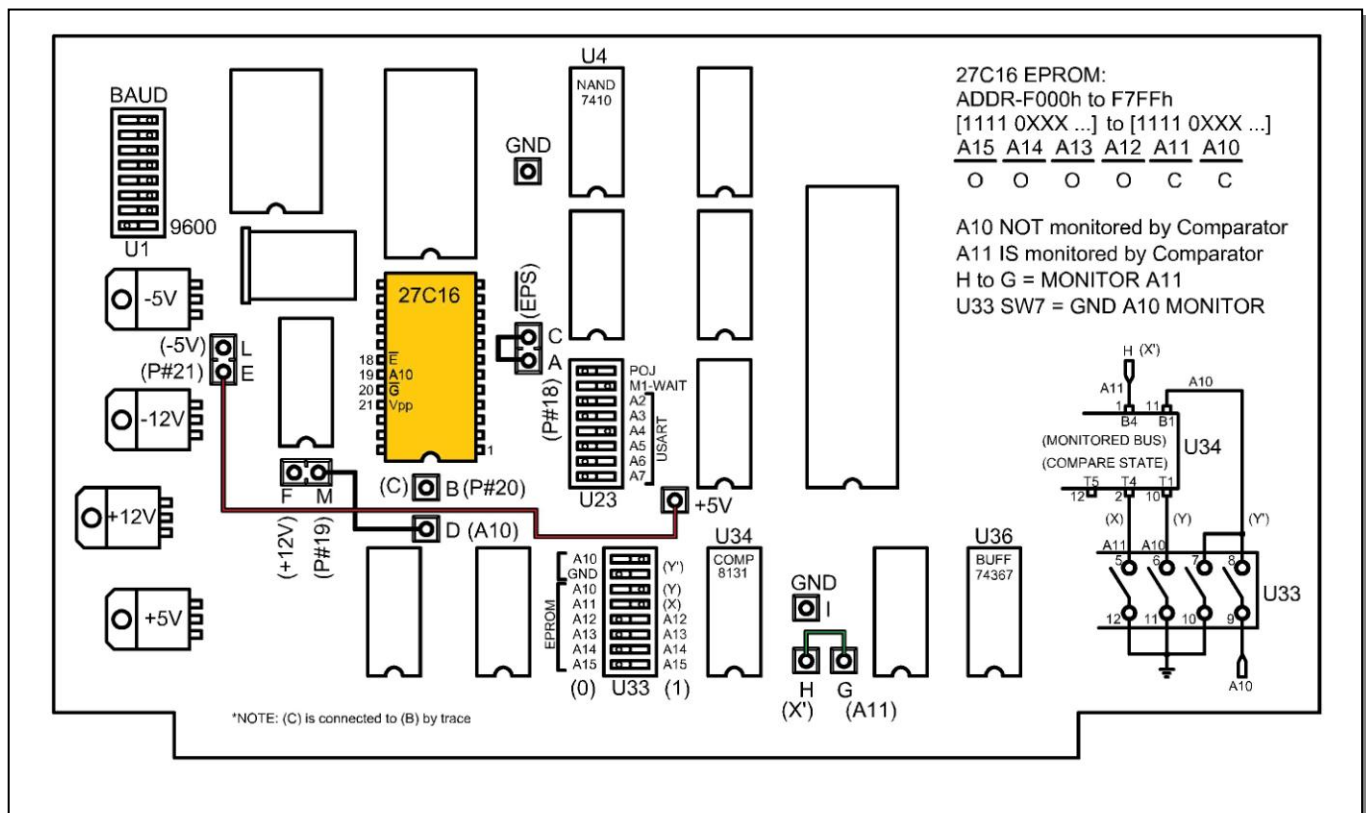 BAUD
9600
U1
-5V
-12V
+12V
+5V
(-5V) L
(P#21) E
27C16
18 E
19 A10
20 G
21 Vpp
1
F M
(+12V)
(P#19)
(C) B (P#20)
D (A10)
GND
U4
NAND
7410
(EPS)
C
A
(P#18)
POJ
M1-WAIT
A2
A3
A4
A5
A6
A7
USART
U23
+5V
EPROM
A10 (Y')
GND
A10 (Y)
A11 (X)
A12 A12
A13 A13
A14 A14
A15 A15
(0) U33 (1)
U34
COMP
8131
GND
I
H G
(X') (A11)
U36
BUFF
74367
*NOTE: (C) is connected to (B) by trace
27C16 EPROM:
ADDR-F000h to F7FFh
[1111 0XXX ...] to [1111 0XXX ...]
A15 A14 A13 A12 A11 A10
O O O O C C
A10 NOT monitored by Comparator
A11 IS monitored by Comparator
H to G = MONITOR A11
U33 SW7 = GND A10 MONITOR
H (X')
A11 A10
1 11
B4 B1
(MONITORED BUS)
U34
(COMPARE STATE)
T5 T4 T1
12 2 10
(X) (Y) (Y')
A11 A10
5 6 7 8
U33
12 11 10 9
A10